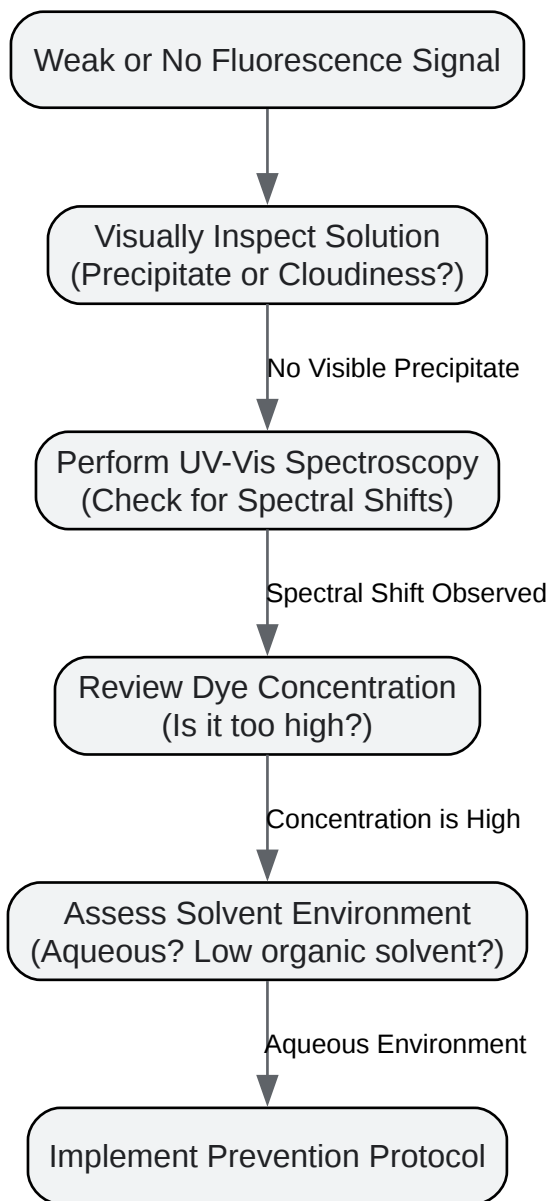 Weak or No Fluorescence Signal
Visually Inspect Solution
(Precipitate or Cloudiness?)
No Visible Precipitate
Perform UV-Vis Spectroscopy
(Check for Spectral Shifts)
Spectral Shift Observed
Review Dye Concentration
(Is it too high?)
Concentration is High
Assess Solvent Environment
(Aqueous? Low organic solvent?)
Aqueous Environment
Implement Prevention Protocol